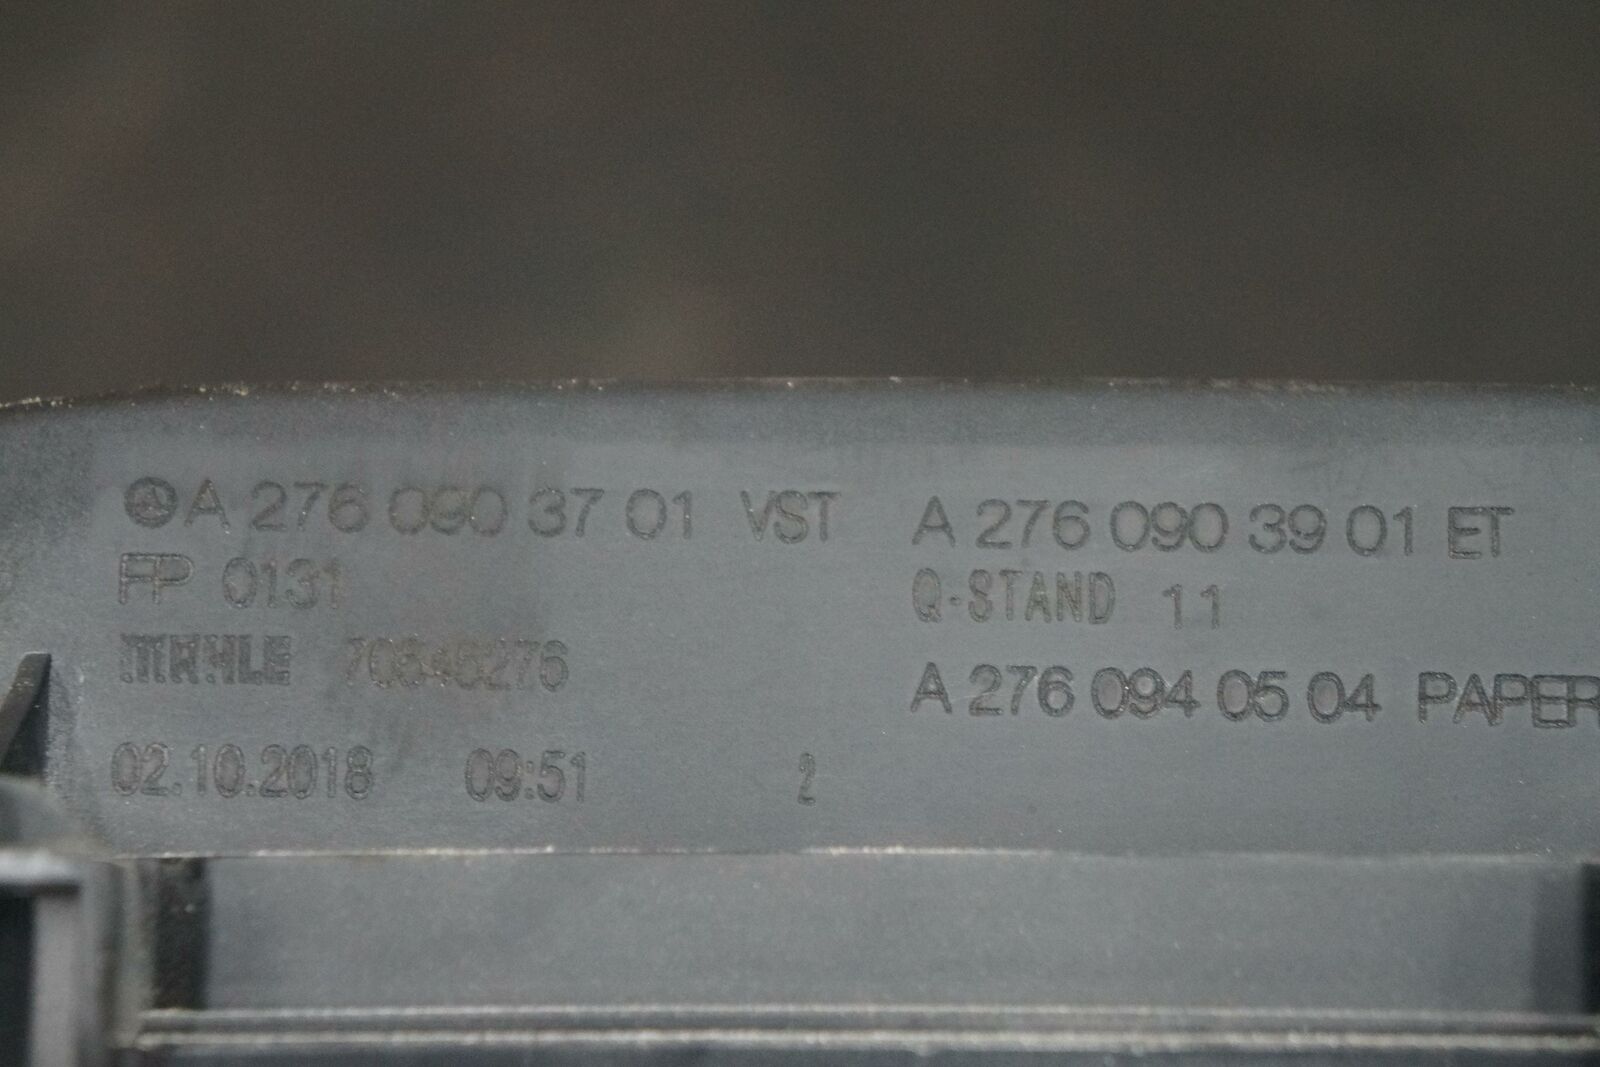 A 276 090 37 01 VST
FP 0131
MAHLE 70645276
02.10.2018 09:51 2
A 276 090 39 01 ET
Q-STAND 11
A 276 094 05 04 PAPER